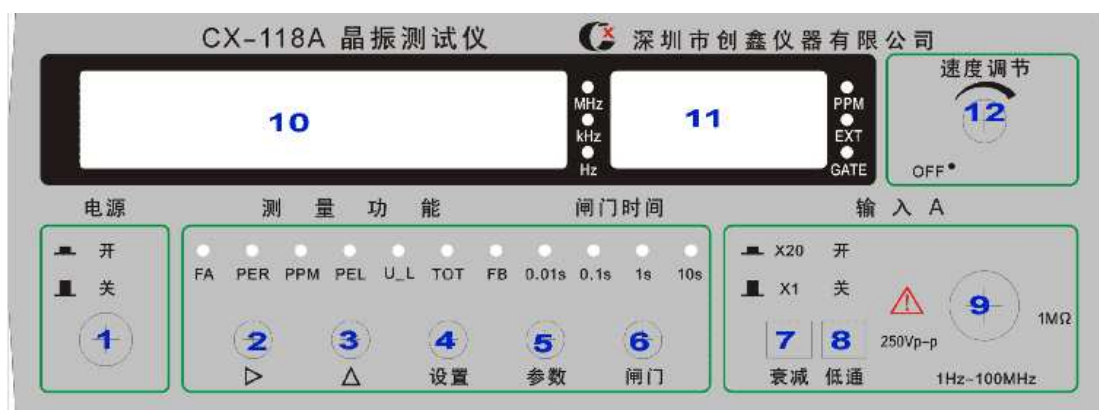 CX-118A 晶振测试仪 深圳市创鑫仪器有限公司
速度调节
10 MHz kHz Hz 11 PPM EXT GATE 12
OFF
电源 测量功能 闸门时间 输入 A
开
关
1
FA PER PPM PEL U_L TOT FB 0.01s 0.1s 1s 10s
2 3 4 5 6
设置 参数 闸门
X20 开
X1 关
7 8 9
250Vp-p
1MΩ
衰减 低通 1Hz-100MHz